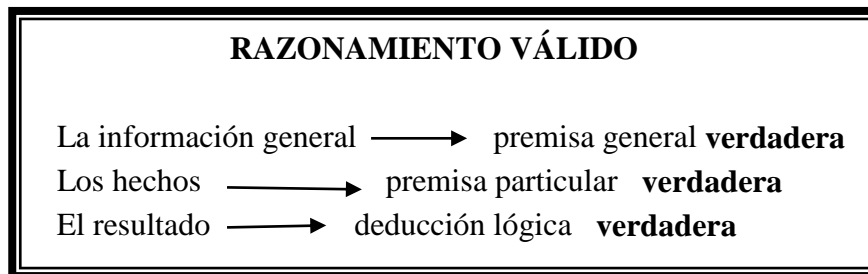 RAZONAMIENTO VÁLIDO
La información general → premisa general verdadera
Los hechos → premisa particular verdadera
El resultado → deducción lógica verdadera